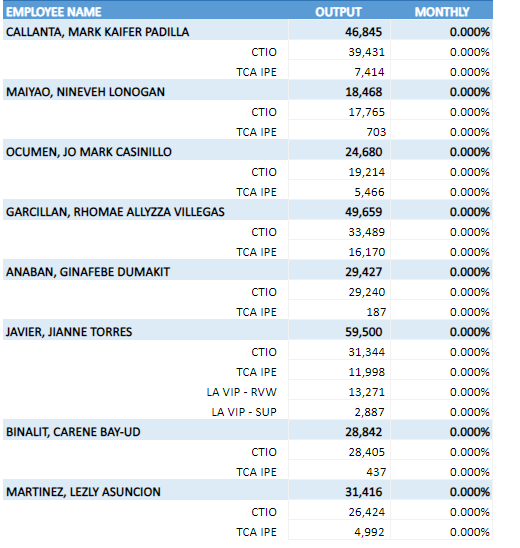 EMPLOYEE NAME OUTPUT MONTHLY
CALLANTA, MARK KAIFER PADILLA 46,845 0.000%
CTIO 39,431 0.000%
TCA IPE 7,414 0.000%
MAIYAO, NINEVEH LONOGAN 18,468 0.000%
CTIO 17,765 0.000%
TCA IPE 703 0.000%
OCUMEN, JO MARK CASINILLO 24,680 0.000%
CTIO 19,214 0.000%
TCA IPE 5,466 0.000%
GARCILLAN, RHOMAE ALLYZZA VILLEGAS 49,659 0.000%
CTIO 33,489 0.000%
TCA IPE 16,170 0.000%
ANABAN, GINAFEBE DUMAKIT 29,427 0.000%
CTIO 29,240 0.000%
TCA IPE 187 0.000%
JAVIER, JIANNE TORRES 59,500 0.000%
CTIO 31,344 0.000%
TCA IPE 11,998 0.000%
LA VIP - RVW 13,271 0.000%
LA VIP - SUP 2,887 0.000%
BINALIT, CARENE BAY-UD 28,842 0.000%
CTIO 28,405 0.000%
TCA IPE 437 0.000%
MARTINEZ, LEZLY ASUNCION 31,416 0.000%
CTIO 26,424 0.000%
TCA IPE 4,992 0.000%